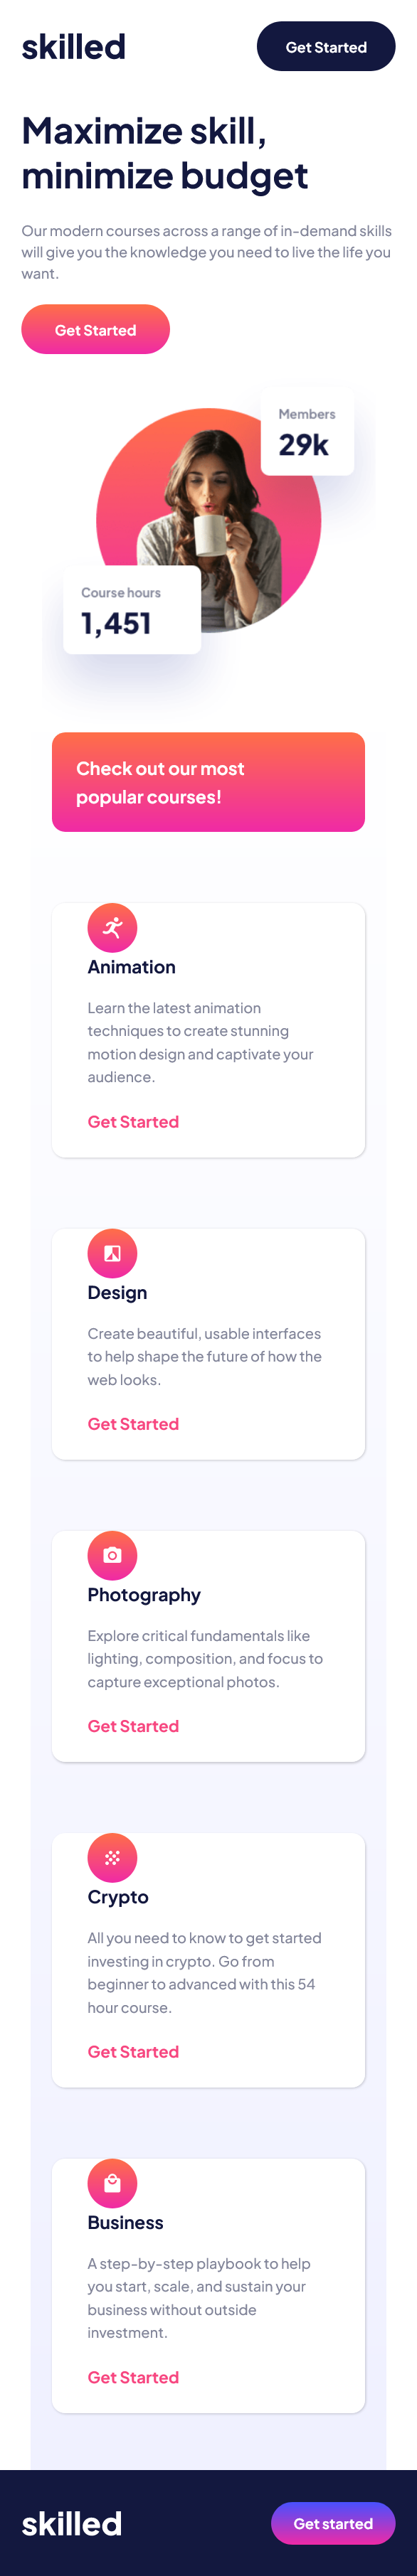 skilled
Get Started
Maximize skill,
minimize budget
Our modern courses across a range of in-demand skills
will give you the knowledge you need to live the life you
want.
Get Started
Members
29k
Course hours
1,451
Check out our most
popular courses!
Animation
Learn the latest animation
techniques to create stunning
motion design and captivate your
audience.
Get Started
Design
Create beautiful, usable interfaces
to help shape the future of how the
web looks.
Get Started
Photography
Explore critical fundamentals like
lighting, composition, and focus to
capture exceptional photos.
Get Started
Crypto
All you need to know to get started
investing in crypto. Go from
beginner to advanced with this 54
hour course.
Get Started
Business
A step-by-step playbook to help
you start, scale, and sustain your
business without outside
investment.
Get Started
skilled
Get started